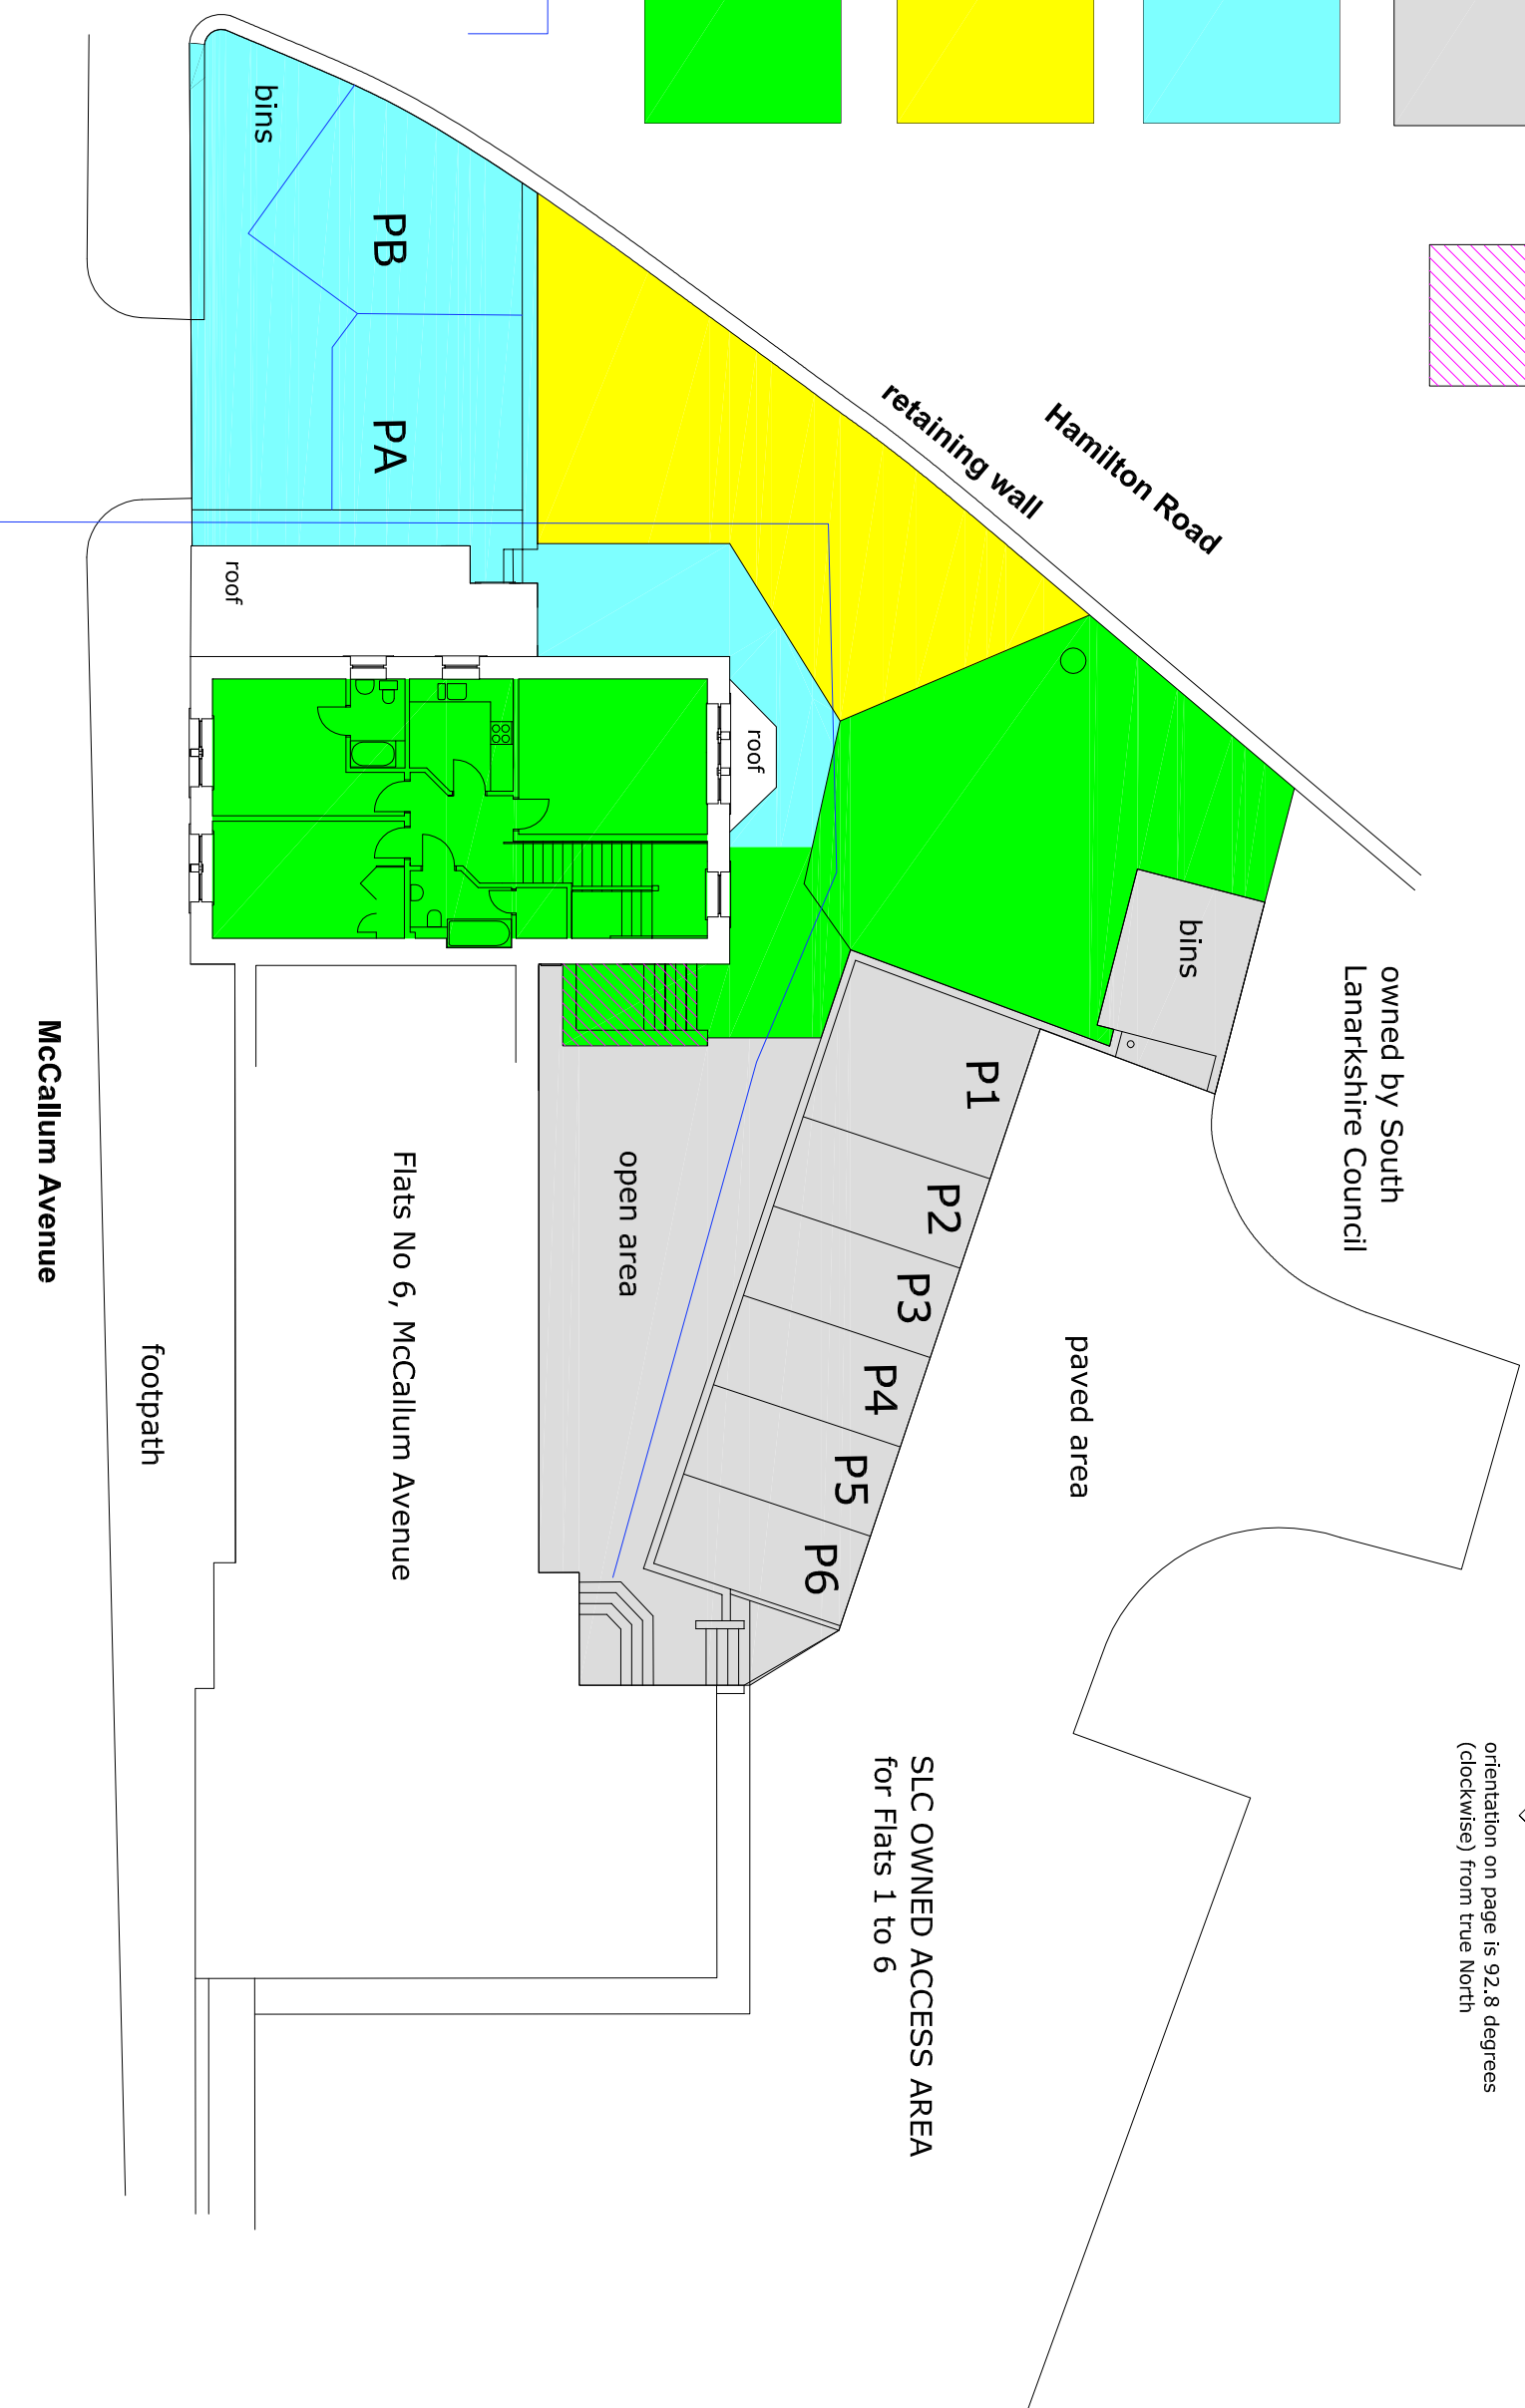 bins
PB
PA
roof
roof
retaining wall
Hamilton Road
bins
owned by South
Lanarkshire Council
P1
P2
P3
P4
P5
P6
open area
paved area
Flats No 6, McCallum Avenue
McCallum Avenue
footpath
SLC OWNED ACCESS AREA
for Flats 1 to 6
orientation on page is 92.8 degrees
(clockwise) from true North